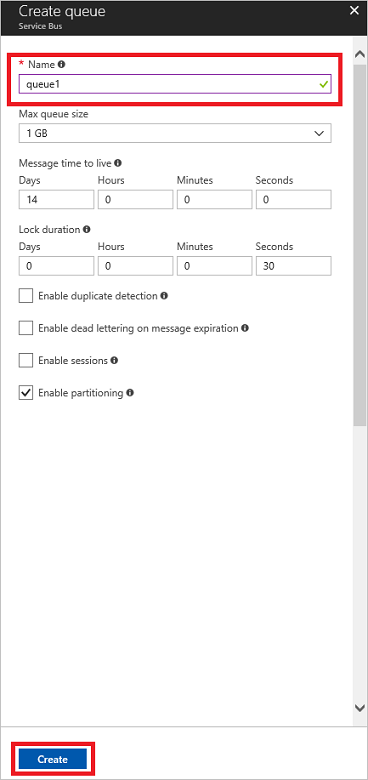 Create queue
Service Bus
* Name
queue1
Max queue size
1 GB
Message time to live
Days Hours Minutes Seconds
14 0 0 0
Lock duration
Days Hours Minutes Seconds
0 0 0 30
Enable duplicate detection
Enable dead lettering on message expiration
Enable sessions
Enable partitioning
Create